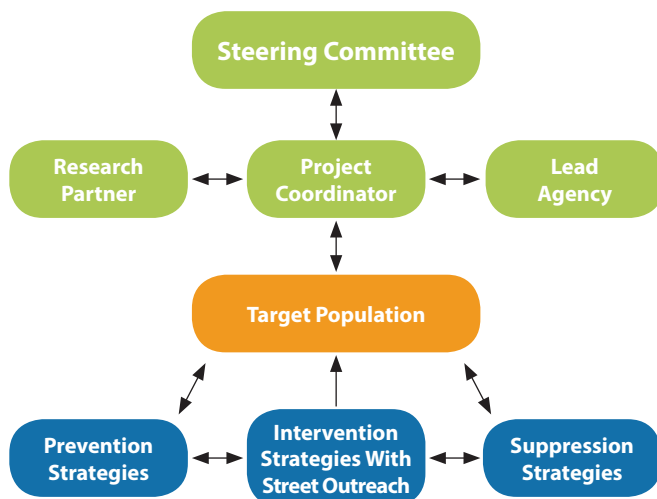 Steering Committee
Research
Partner
Project
Coordinator
Lead
Agency
Target Population
Prevention
Strategies
Intervention
Strategies With
Street Outreach
Suppression
Strategies